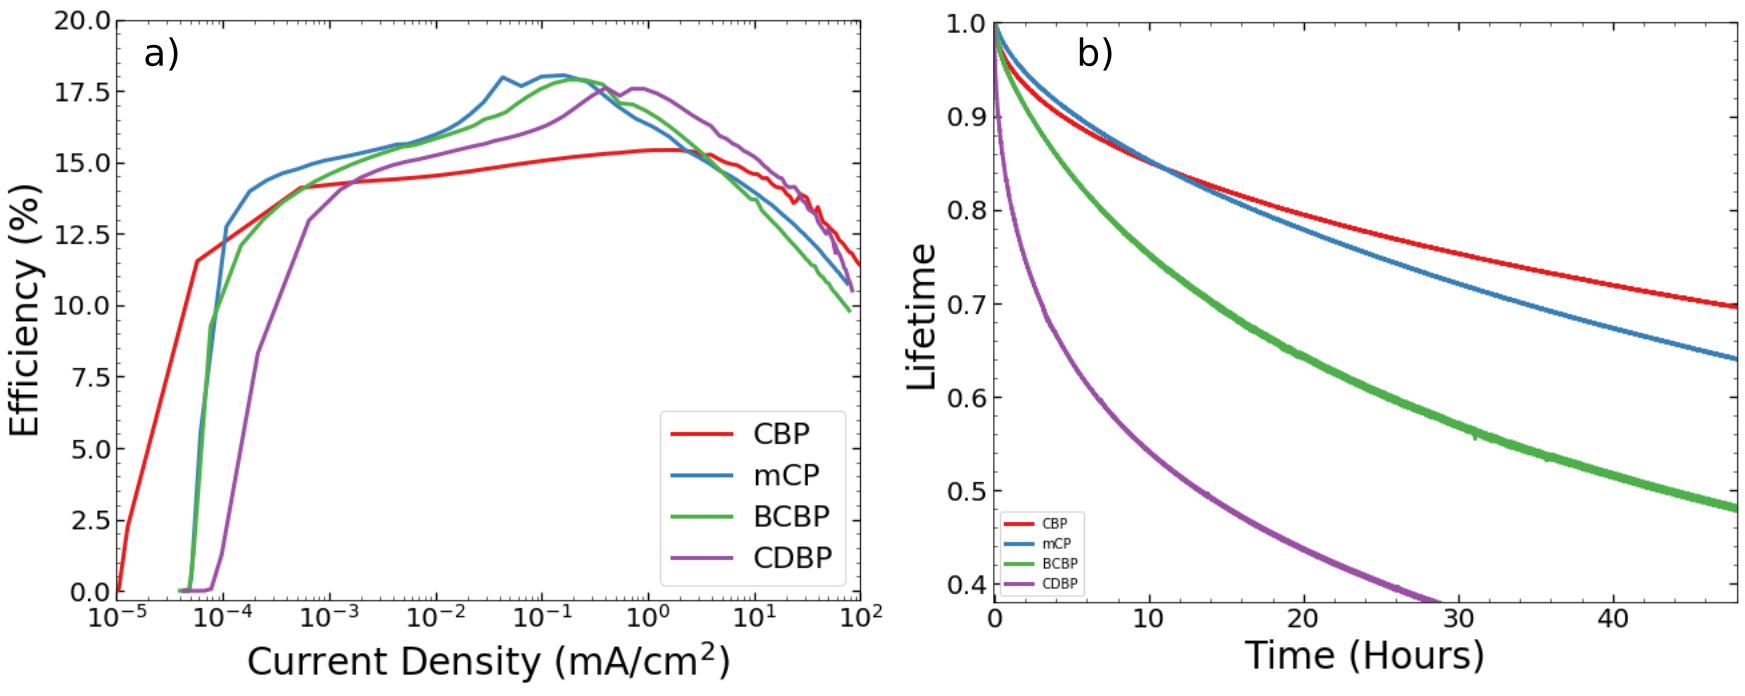 a)
20.0
17.5
15.0
12.5
10.0
7.5
5.0
2.5
0.0
Efficiency (%)
CBP
mCP
BCBP
CDBP
10⁻⁵ 10⁻⁴ 10⁻³ 10⁻² 10⁻¹ 10⁰ 10¹ 10²
Current Density (mA/cm²)
b)
1.0
0.9
0.8
0.7
0.6
0.5
0.4
Lifetime
CBP
mCP
BCBP
CDBP
0 10 20 30 40
Time (Hours)